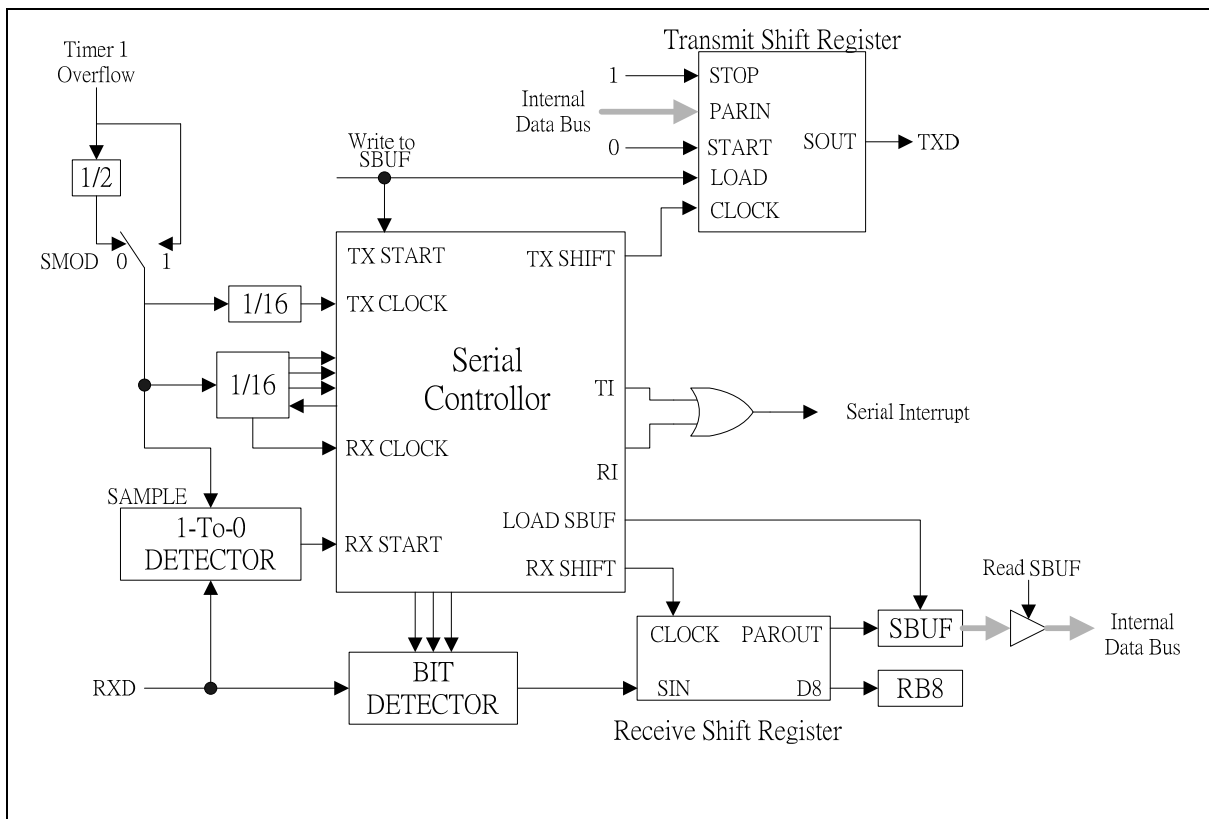 Timer 1
Overflow
1/2
SMOD 0 1
1/16
1/16
SAMPLE
1-To-0
DETECTOR
RXD
Write to
SBUF
TX START
TX SHIFT
TX CLOCK
Serial
Controllor
TI
RX CLOCK
RI
LOAD SBUF
RX START
RX SHIFT
BIT
DETECTOR
Transmit Shift Register
1
STOP
Internal
Data Bus
PARIN
0
START
SOUT
TXD
LOAD
CLOCK
Serial Interrupt
CLOCK PAROUT
SIN D8
Receive Shift Register
SBUF
RB8
Read SBUF
Internal
Data Bus